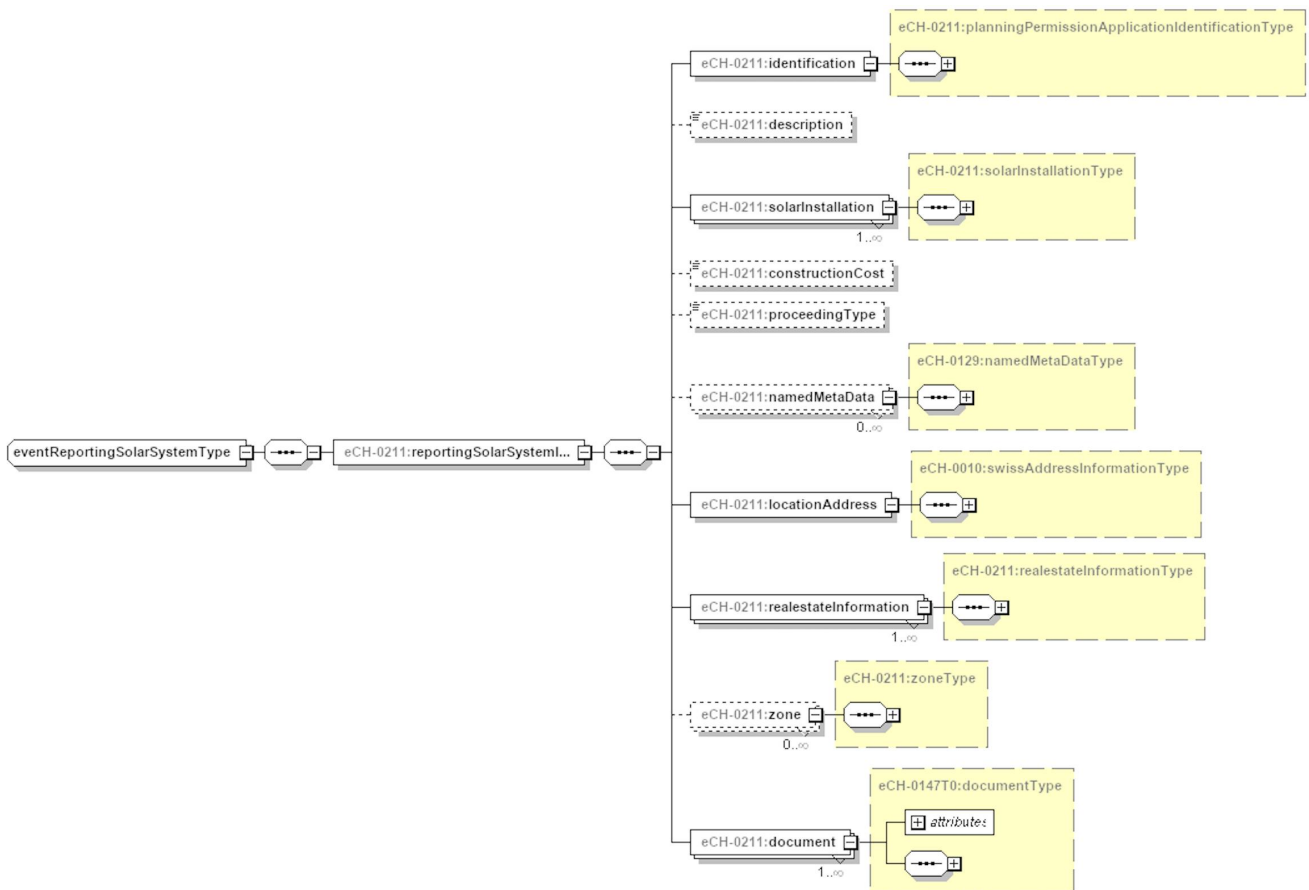 eCH-0211:planningPermissionApplicationIdentificationType
eCH-0211:identification
eCH-0211:description
eCH-0211:solarInstallationType
eCH-0211:solarInstallation
1..∞
eCH-0211:constructionCost
eCH-0211:proceedingType
eCH-0129:namedMetaDataType
eCH-0211:namedMetaData
0..∞
eventReportingSolarSystemType
eCH-0211:reportingSolarSystemI...
eCH-0010:swissAddressInformationType
eCH-0211:locationAddress
eCH-0211:realestateInformationType
eCH-0211:realestateInformation
1..∞
eCH-0211:zoneType
eCH-0211:zone
0..∞
eCH-0147T0:documentType
attributes
eCH-0211:document
1..∞